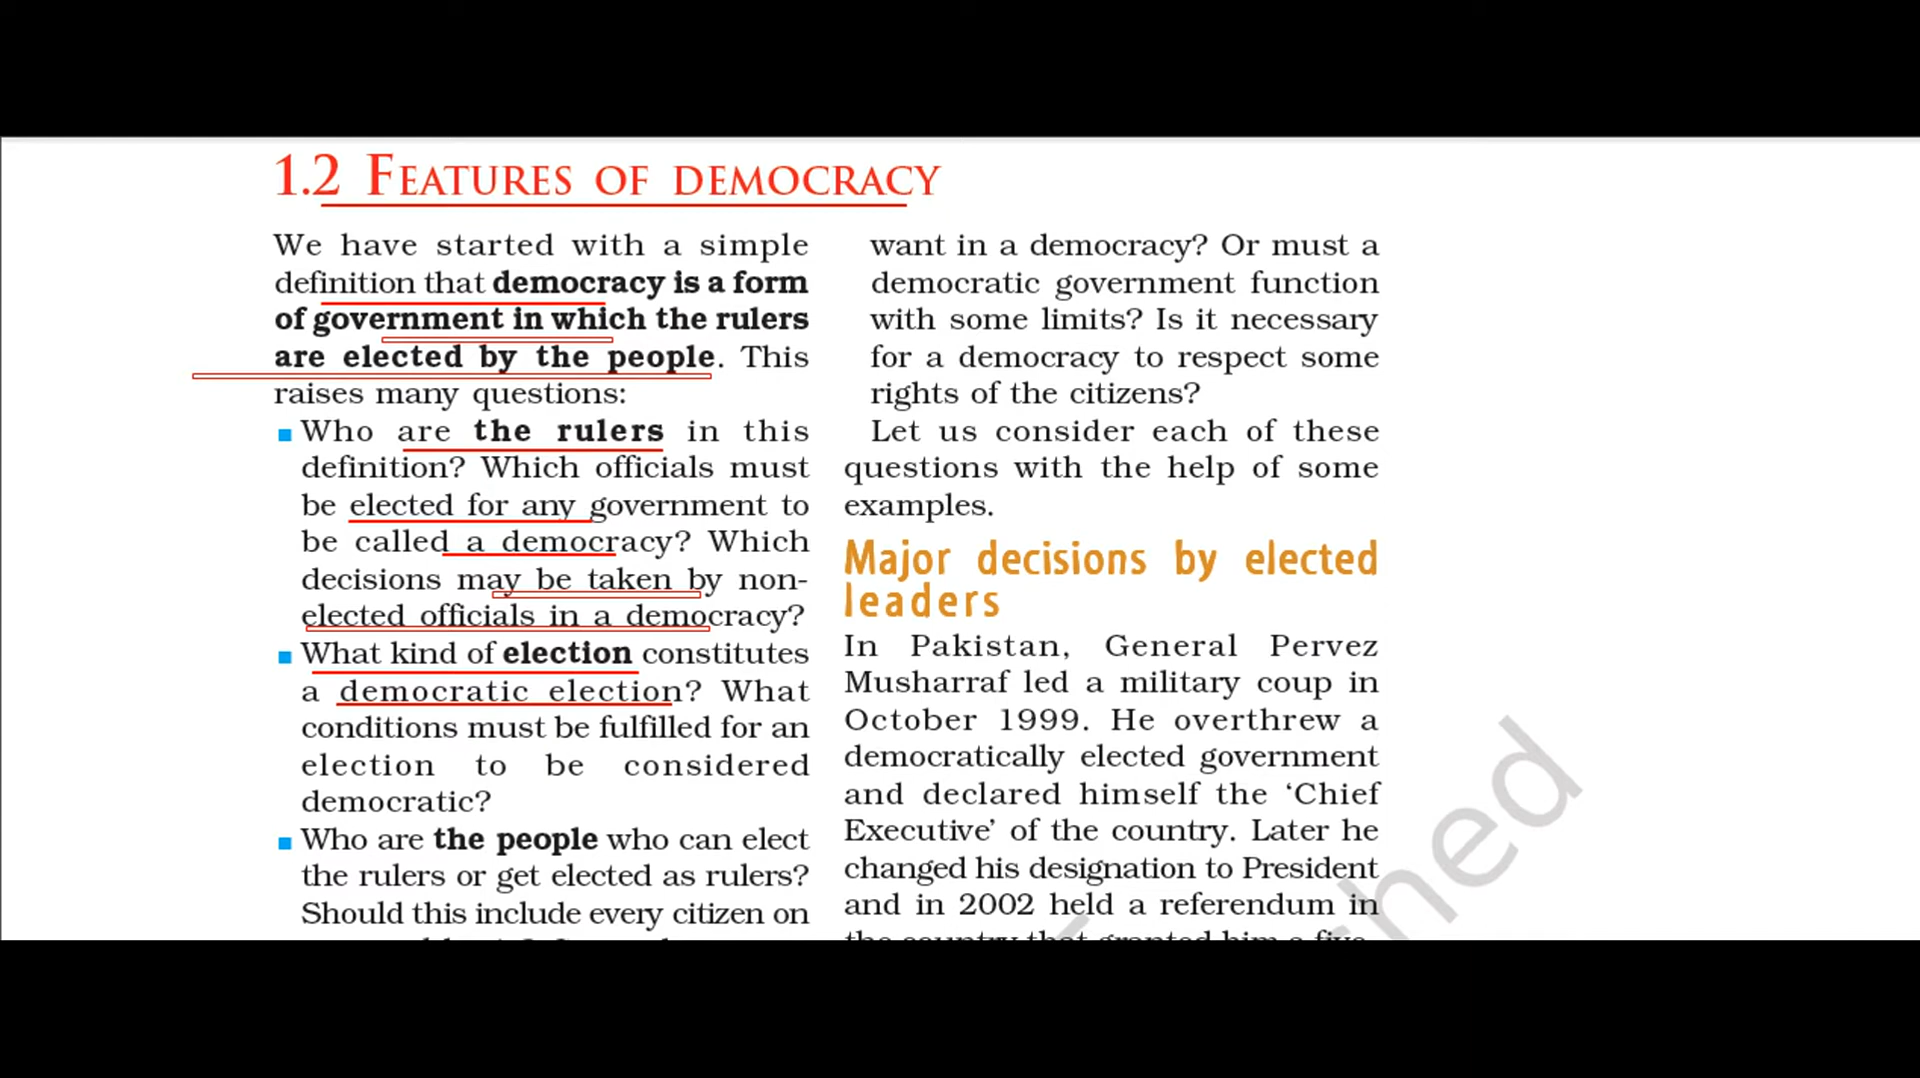 1.2 FEATURES OF DEMOCRACY
We have started with a simple
definition that democracy is a form
of government in which the rulers
are elected by the people. This
raises many questions:
■ Who are the rulers in this
definition? Which officials must
be elected for any government to
be called a democracy? Which
decisions may be taken by non-
elected officials in a democracy?
■ What kind of election constitutes
a democratic election? What
conditions must be fulfilled for an
election to be considered
democratic?
■ Who are the people who can elect
the rulers or get elected as rulers?
Should this include every citizen on
want in a democracy? Or must a
democratic government function
with some limits? Is it necessary
for a democracy to respect some
rights of the citizens?
Let us consider each of these
questions with the help of some
examples.
Major decisions by elected
leaders
In Pakistan, General Pervez
Musharraf led a military coup in
October 1999. He overthrew a
democratically elected government
and declared himself the ‘Chief
Executive’ of the country. Later he
changed his designation to President
and in 2002 held a referendum in
the country that granted him a five-